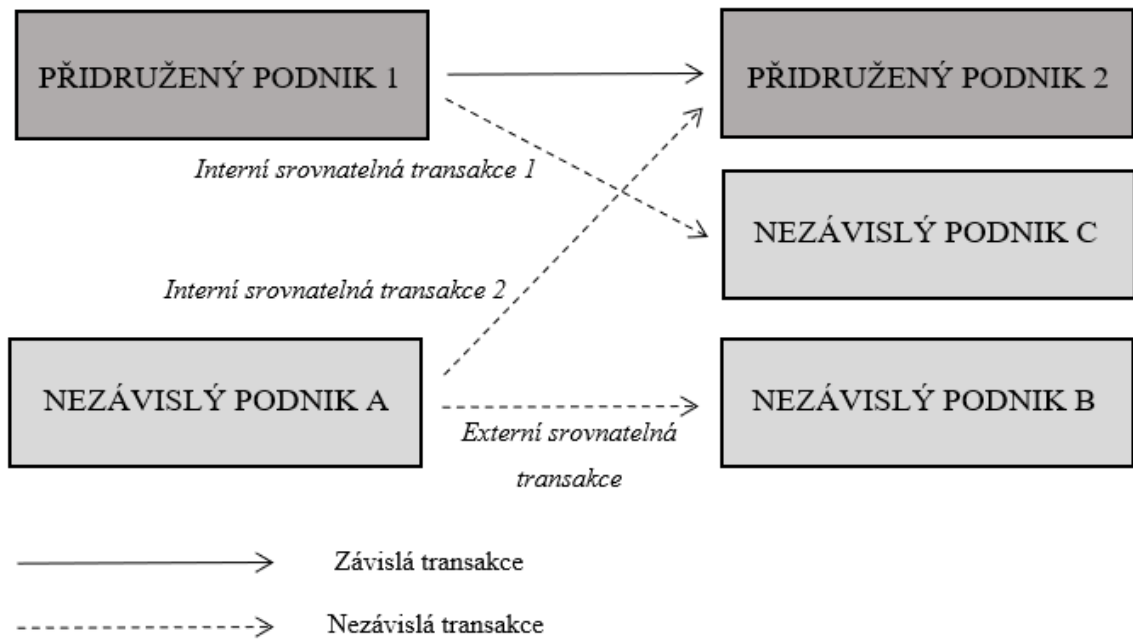 PŘIDRUŽENÝ PODNIK 1
PŘIDRUŽENÝ PODNIK 2
Interní srovnatelná transakce 1
NEZÁVISLÝ PODNIK C
Interní srovnatelná transakce 2
NEZÁVISLÝ PODNIK A
NEZÁVISLÝ PODNIK B
Externí srovnatelná
transakce
Závislá transakce
Nezávislá transakce